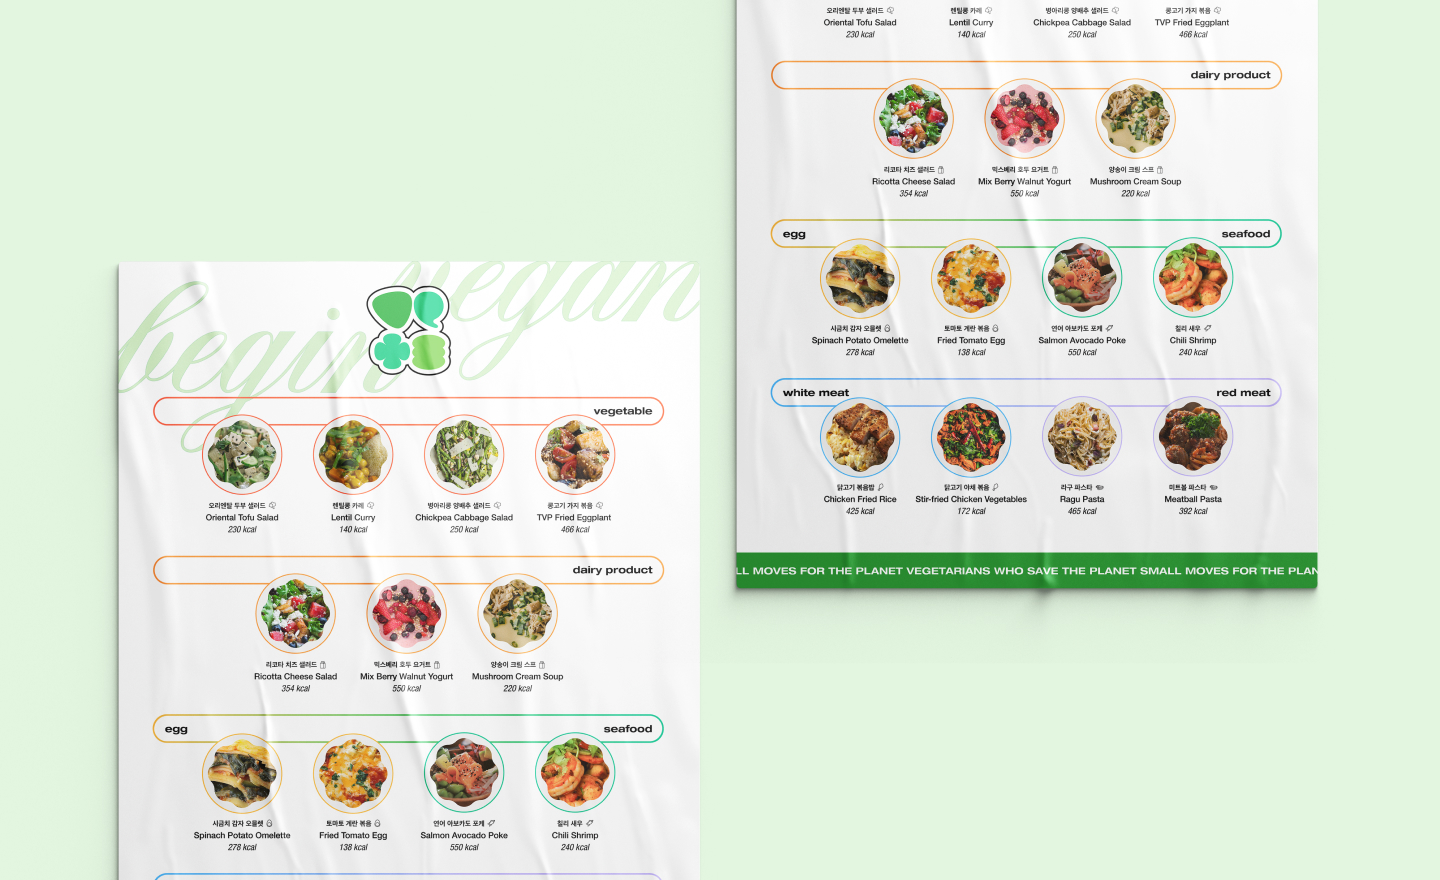 begin vegan
vegetable
오리엔탈 두부 샐러드
Oriental Tofu Salad
230 kcal
렌틸콩 카레
Lentil Curry
140 kcal
병아리콩 양배추 샐러드
Chickpea Cabbage Salad
250 kcal
콩고기 가지 볶음
TVP Fried Eggplant
466 kcal
dairy product
리코타 치즈 샐러드
Ricotta Cheese Salad
354 kcal
믹스베리 호두 요거트
Mix Berry Walnut Yogurt
550 kcal
양송이 크림 스프
Mushroom Cream Soup
220 kcal
egg
seafood
시금치 감자 오믈렛
Spinach Potato Omelette
278 kcal
토마토 계란 볶음
Fried Tomato Egg
138 kcal
연어 아보카도 포케
Salmon Avocado Poke
550 kcal
칠리 새우
Chili Shrimp
240 kcal
오리엔탈 두부 샐러드
Oriental Tofu Salad
230 kcal
렌틸콩 카레
Lentil Curry
140 kcal
병아리콩 양배추 샐러드
Chickpea Cabbage Salad
250 kcal
콩고기 가지 볶음
TVP Fried Eggplant
466 kcal
dairy product
리코타 치즈 샐러드
Ricotta Cheese Salad
354 kcal
믹스베리 호두 요거트
Mix Berry Walnut Yogurt
550 kcal
양송이 크림 스프
Mushroom Cream Soup
220 kcal
egg
seafood
시금치 감자 오믈렛
Spinach Potato Omelette
278 kcal
토마토 계란 볶음
Fried Tomato Egg
138 kcal
연어 아보카도 포케
Salmon Avocado Poke
550 kcal
칠리 새우
Chili Shrimp
240 kcal
white meat
red meat
닭고기 볶음밥
Chicken Fried Rice
425 kcal
닭고기 야채 볶음
Stir-fried Chicken Vegetables
172 kcal
라구 파스타
Ragu Pasta
465 kcal
미트볼 파스타
Meatball Pasta
392 kcal
LL MOVES FOR THE PLANET VEGETARIANS WHO SAVE THE PLANET SMALL MOVES FOR THE PLAN